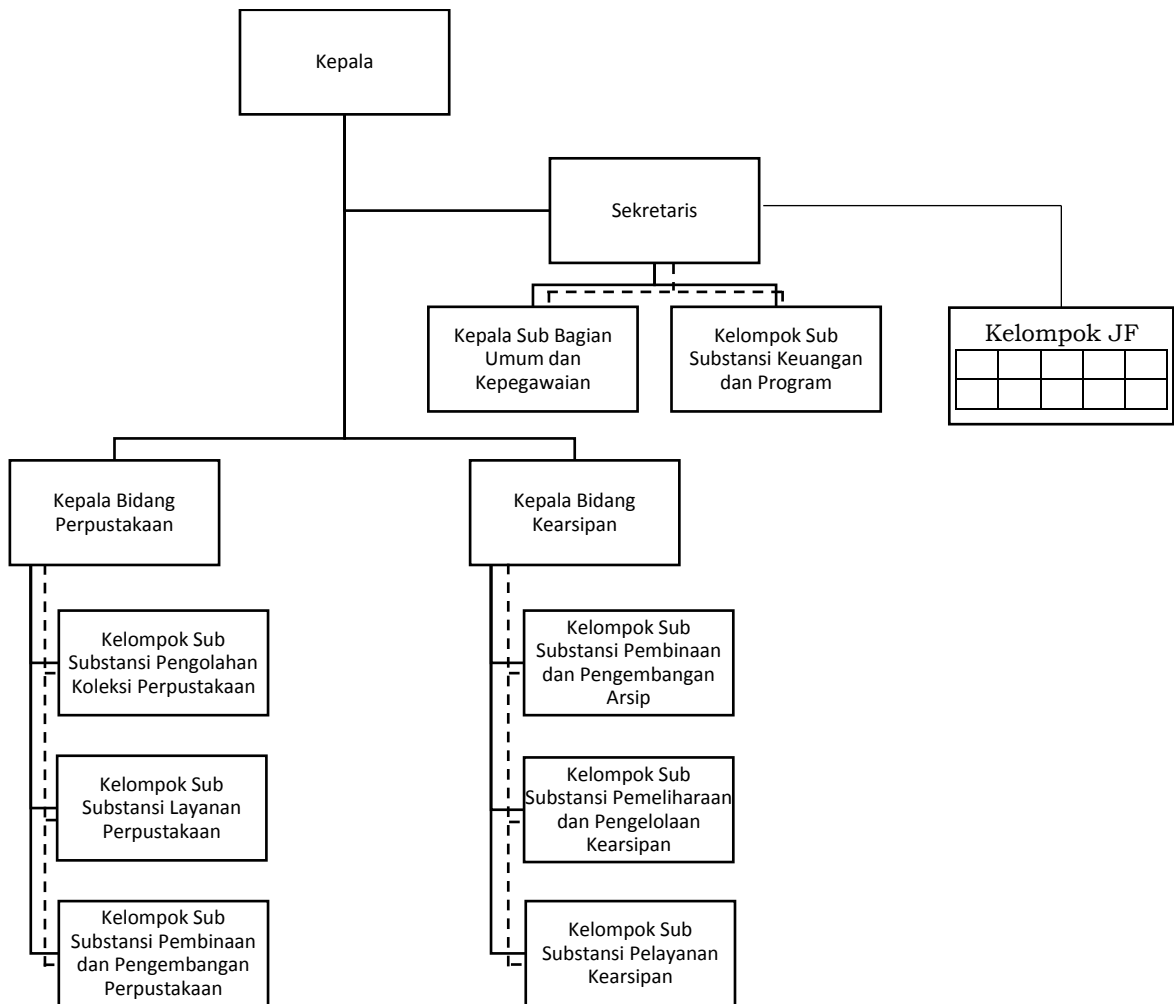 Kepala
Sekretaris
Kepala Sub Bagian
Umum dan
Kepegawaian
Kelompok Sub
Substansi Keuangan
dan Program
Kelompok JF
Kepala Bidang
Perpustakaan
Kepala Bidang
Kearsipan
Kelompok Sub
Substansi Pengolahan
Koleksi Perpustakaan
Kelompok Sub
Substansi Pembinaan
dan Pengembangan
Arsip
Kelompok Sub
Substansi Layanan
Perpustakaan
Kelompok Sub
Substansi Pemeliharaan
dan Pengelolaan
Kearsipan
Kelompok Sub
Substansi Pembinaan
dan Pengembangan
Perpustakaan
Kelompok Sub
Substansi Pelayanan
Kearsipan